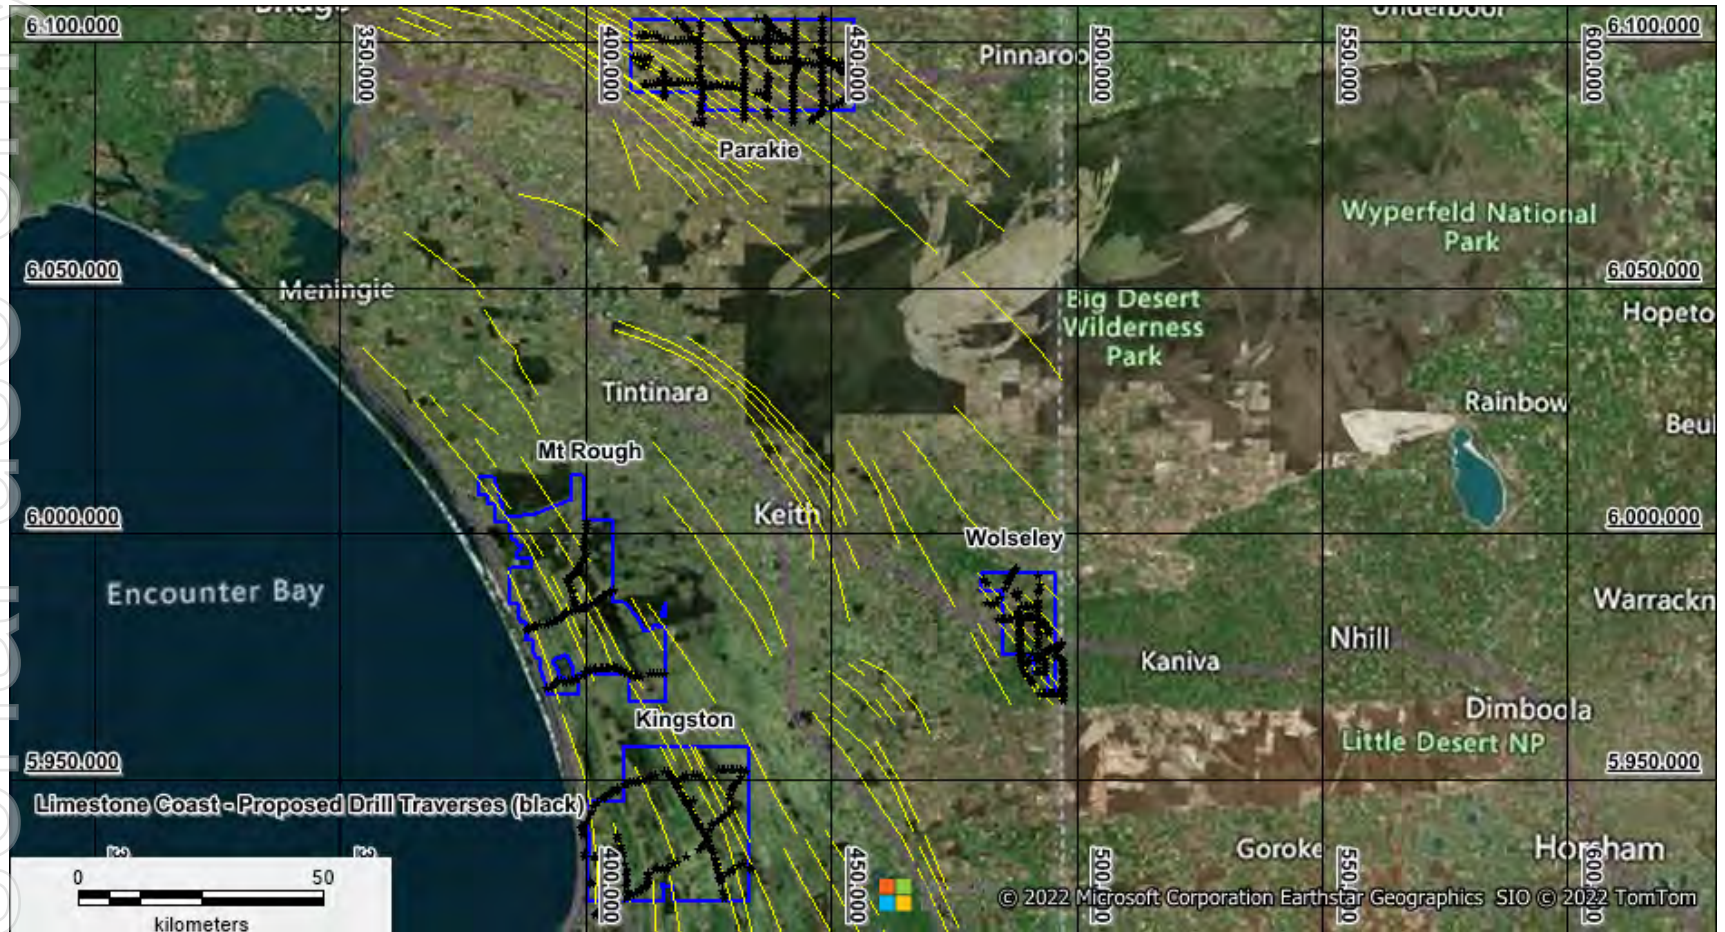 Bridge
Underbool
6.100.000
350.000
400.000
450.000
500.000
550.000
600.000
6.100.000
Pinnaroo
Parakie
Wyperfeld National
Park
6.050.000
6.050.000
Meningie
Big Desert
Wilderness
Park
Hopeto
Tintinara
Rainbow
Beul
Mt Rough
6.000.000
Keith
6.000.000
Wolseley
Encounter Bay
Warrackn
Nhill
Kaniva
Kingston
Dimboola
Little Desert NP
5.950.000
5.950.000
Limestone Coast - Proposed Drill Traverses (black)
Goroke
Horsham
400.000
450.000
0 50
kilometers
© 2022 Microsoft Corporation Earthstar Geographics SIO © 2022 TomTom